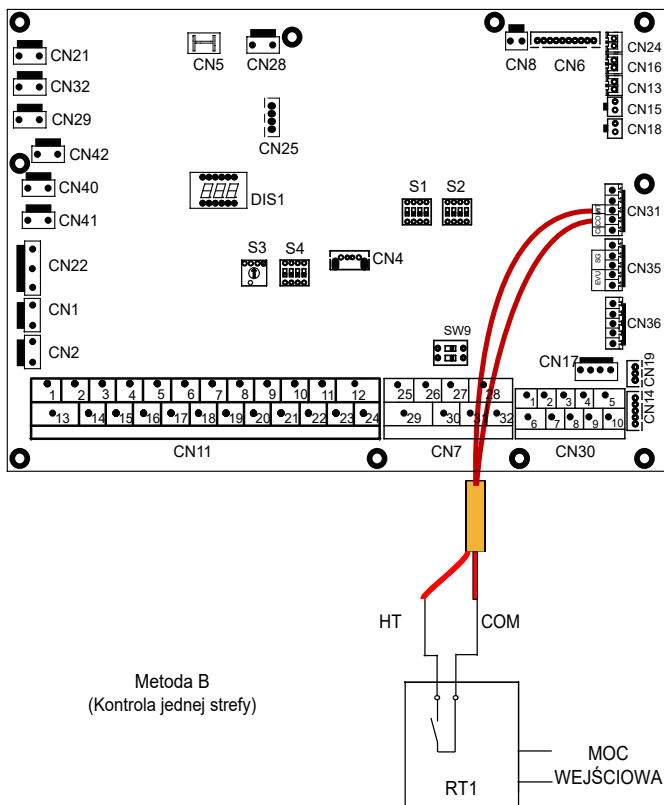 CN21
CN5
CN28
CN8
CN6
CN24
CN16
CN13
CN15
CN18
CN32
CN29
CN42
CN25
CN40
CN41
DIS1
S1
S2
CN31
CN22
S3
S4
CN4
SG
EVU
CN35
CN1
CN2
SW9
CN36
CN17
CN19
CN14
1 2 3 4 5 6 7 8 9 10 11 12
13 14 15 16 17 18 19 20 21 22 23 24
25 26 27 28
29 30 31 32
1 2 3 4 5
6 7 8 9 10
CN11
CN7
CN30
HT
COM
Metoda B
(Kontrola jednej strefy)
RT1
MOC
WEJŚCIOWA